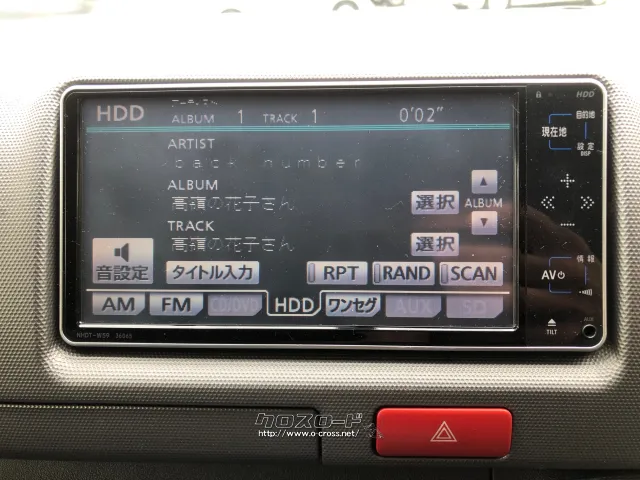 HDD
ALBUM 1 TRACK 1 0'02"
ARTIST
back number
ALBUM
高嶺の花子さん
選択
ALBUM
TRACK
高嶺の花子さん
選択
音設定
タイトル入力
RPT
RAND
SCAN
AM
FM
CD/DVD
HDD
ワンセグ
AUX
SD
NHDT-W59
HDD
現在地
目的地
設定
DISP
情報
AV
TILT
AUX
クロスロード
http://www.o-cross.net/